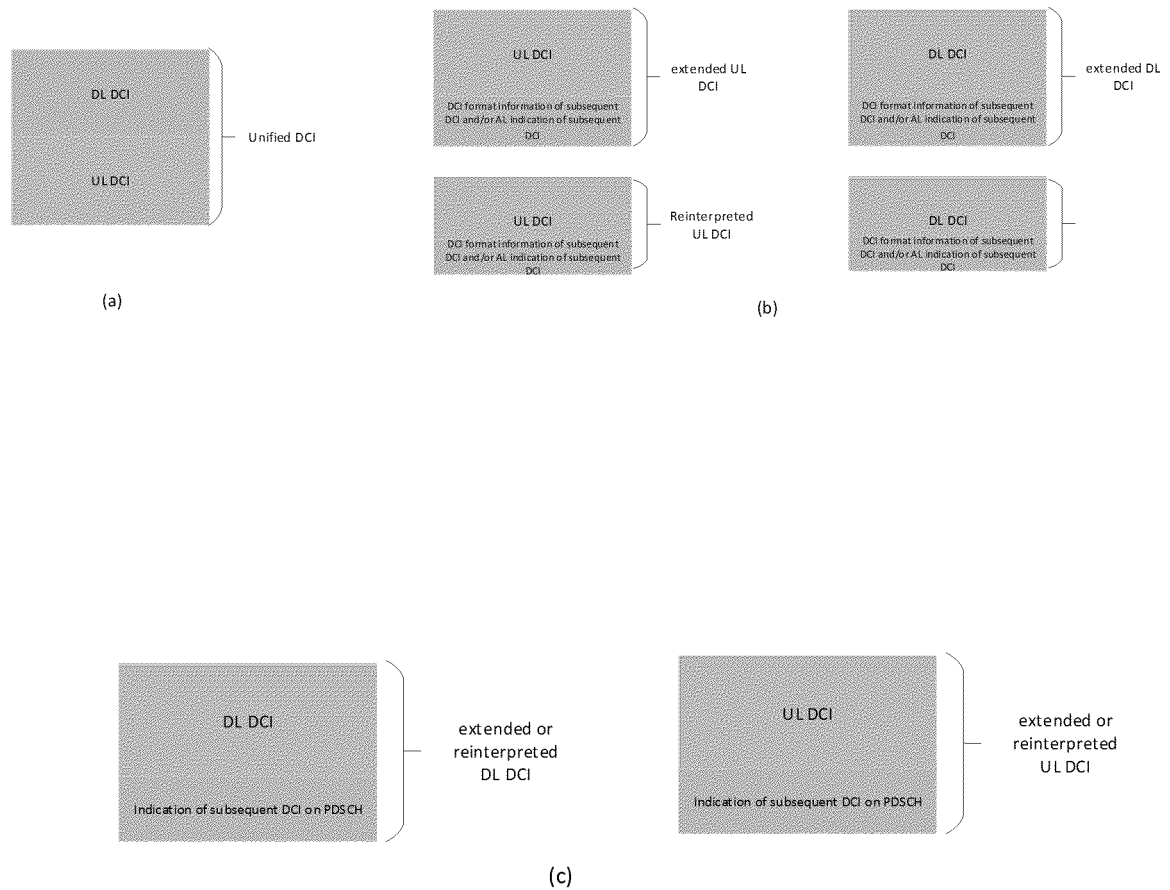 DL DCI
UL DCI
Unified DCI
(a)
UL DCI
DCI format information of subsequent
DCI and/or AL indication of subsequent
DCI
extended UL
DCI
DL DCI
DCI format information of subsequent
DCI and/or AL indication of subsequent
DCI
extended DL
DCI
UL DCI
DCI format information of subsequent
DCI and/or AL indication of subsequent
DCI
Reinterpreted
UL DCI
DL DCI
DCI format information of subsequent
DCI and/or AL indication of subsequent
DCI
(b)
DL DCI
Indication of subsequent DCI on PDSCH
extended or
reinterpreted
DL DCI
UL DCI
Indication of subsequent DCI on PDSCH
extended or
reinterpreted
UL DCI
(c)